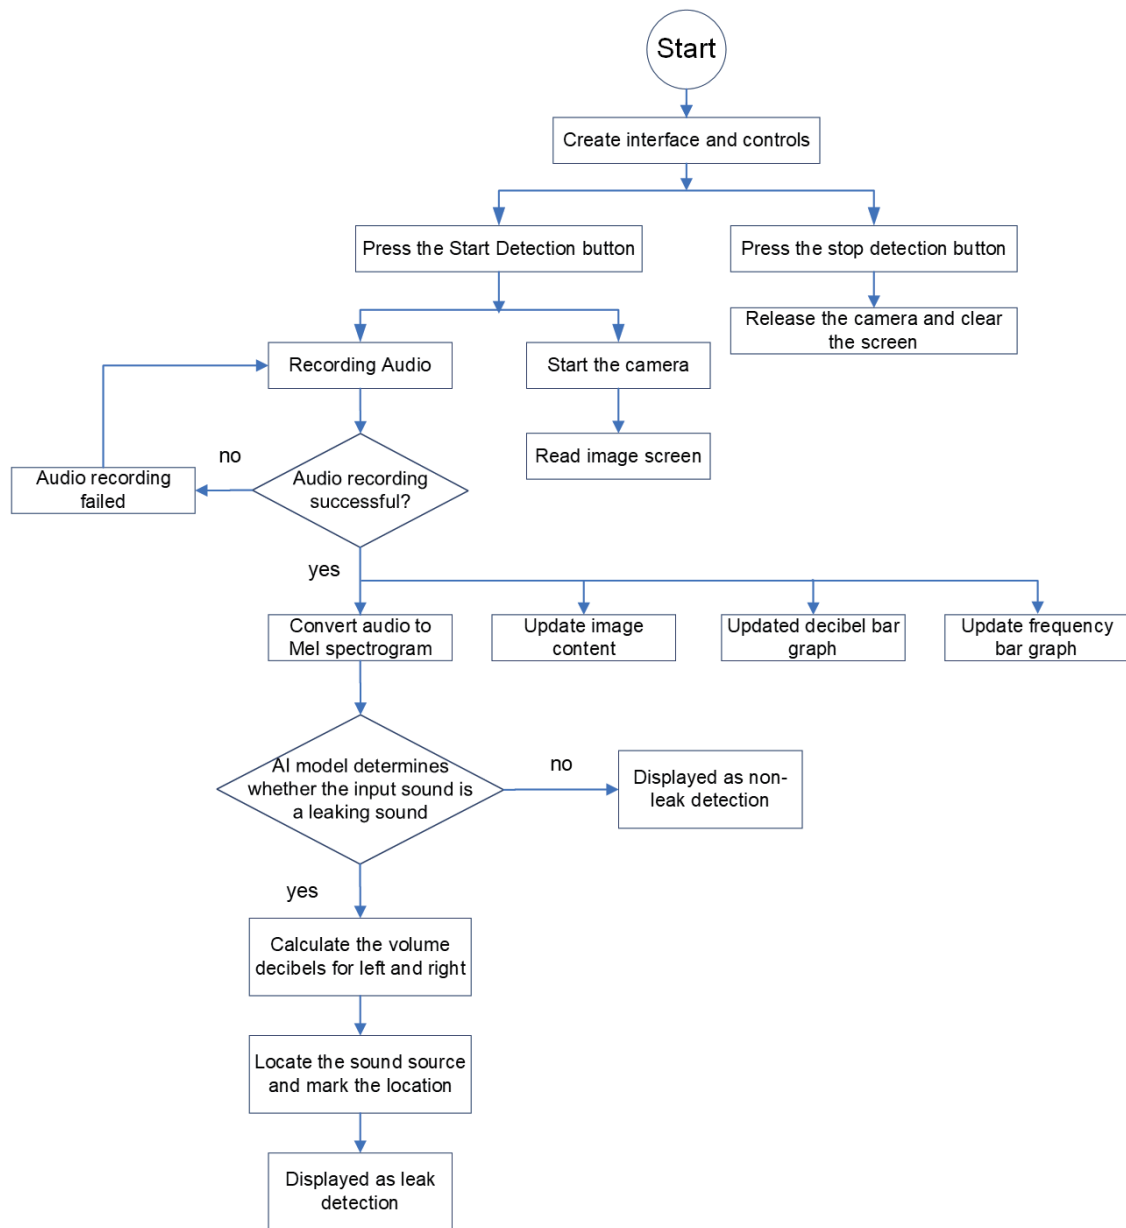 Start
Create interface and controls
Press the Start Detection button
Press the stop detection button
Release the camera and clear
the screen
Recording Audio
Start the camera
Read image screen
no
Audio recording
failed
Audio recording
successful?
yes
Convert audio to
Mel spectrogram
Update image
content
Updated decibel bar
graph
Update frequency
bar graph
AI model determines
whether the input sound is
a leaking sound
no
Displayed as non-
leak detection
yes
Calculate the volume
decibels for left and right
Locate the sound source
and mark the location
Displayed as leak
detection